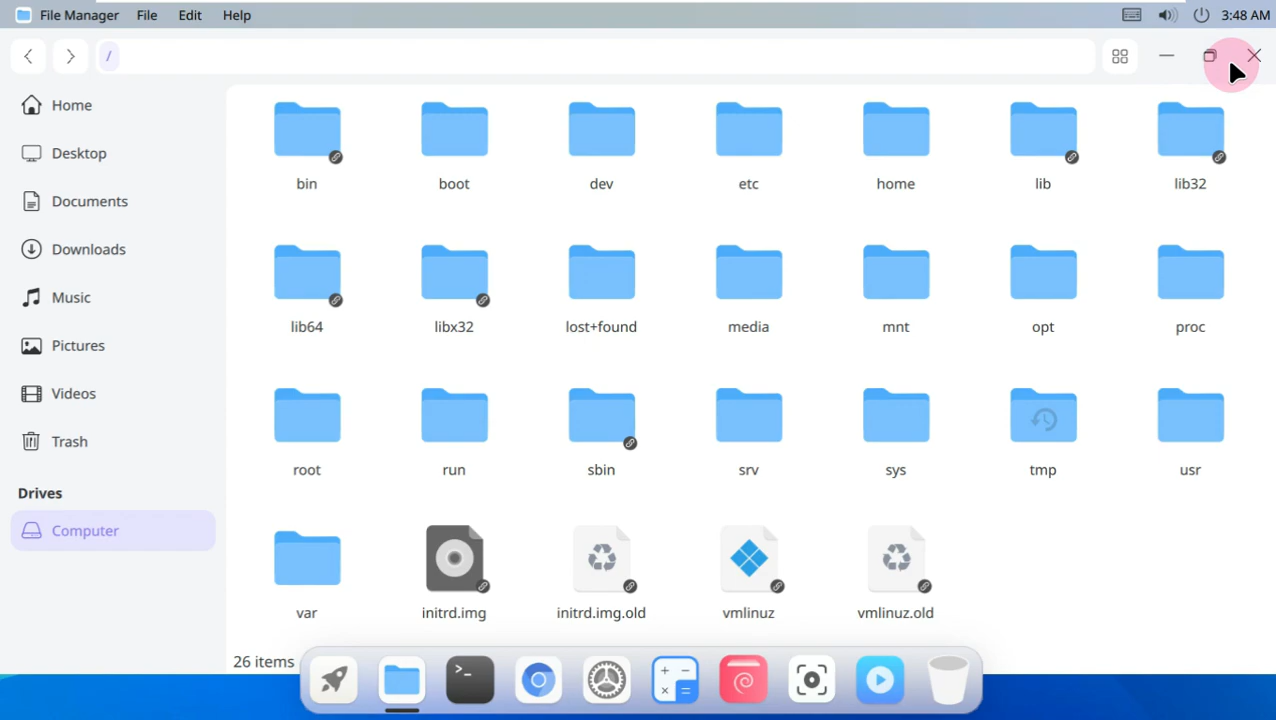 File Manager File Edit Help 3:48 AM
/
Home
Desktop
Documents
Downloads
Music
Pictures
Videos
Trash
Drives
Computer
bin boot dev etc home lib lib32
lib64 libx32 lost+found media mnt opt proc
root run sbin srv sys tmp usr
var initrd.img initrd.img.old vmlinuz vmlinuz.old
26 items